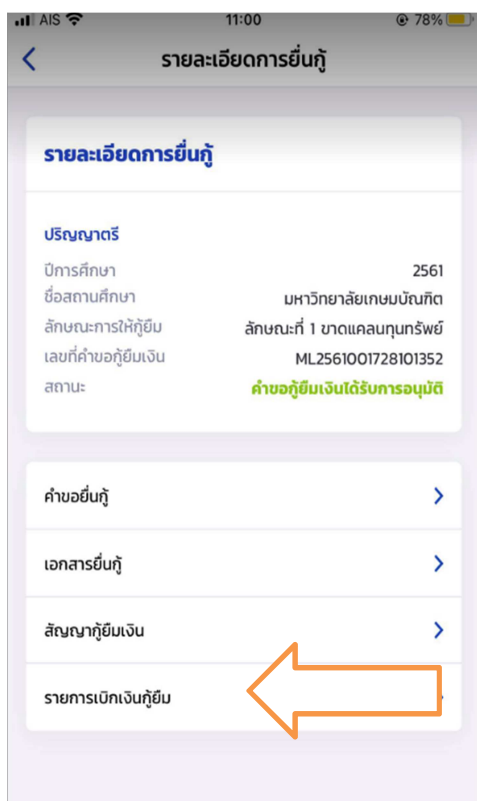 AIS 11:00 78%
รายละเอียดการยื่นกู้
รายละเอียดการยื่นกู้
ปริญญาตรี
ปีการศึกษา 2561
ชื่อสถานศึกษา มหาวิทยาลัยเกษมบัณฑิต
ลักษณะการให้กู้ยืม ลักษณะที่ 1 ขาดแคลนทุนทรัพย์
เลขที่คำขอกู้ยืมเงิน ML2561001728101352
สถานะ คำขอกู้ยืมเงินได้รับการอนุมัติ
คำขอยื่นกู้
เอกสารยื่นกู้
สัญญากู้ยืมเงิน
รายการเบิกเงินกู้ยืม